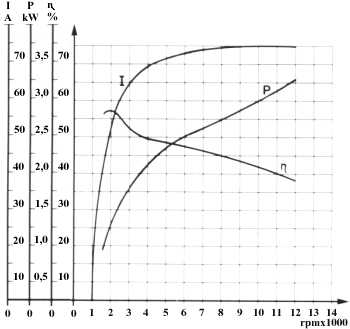 I P η
A kW %
70 3,5 70
60 3,0 60
50 2,5 50
40 2,0 40
30 1,5 30
20 1,0 20
10 0,5 10
0 0 0 0 1 2 3 4 5 6 7 8 9 10 11 12 13 14
rpmx1000
I
P
η